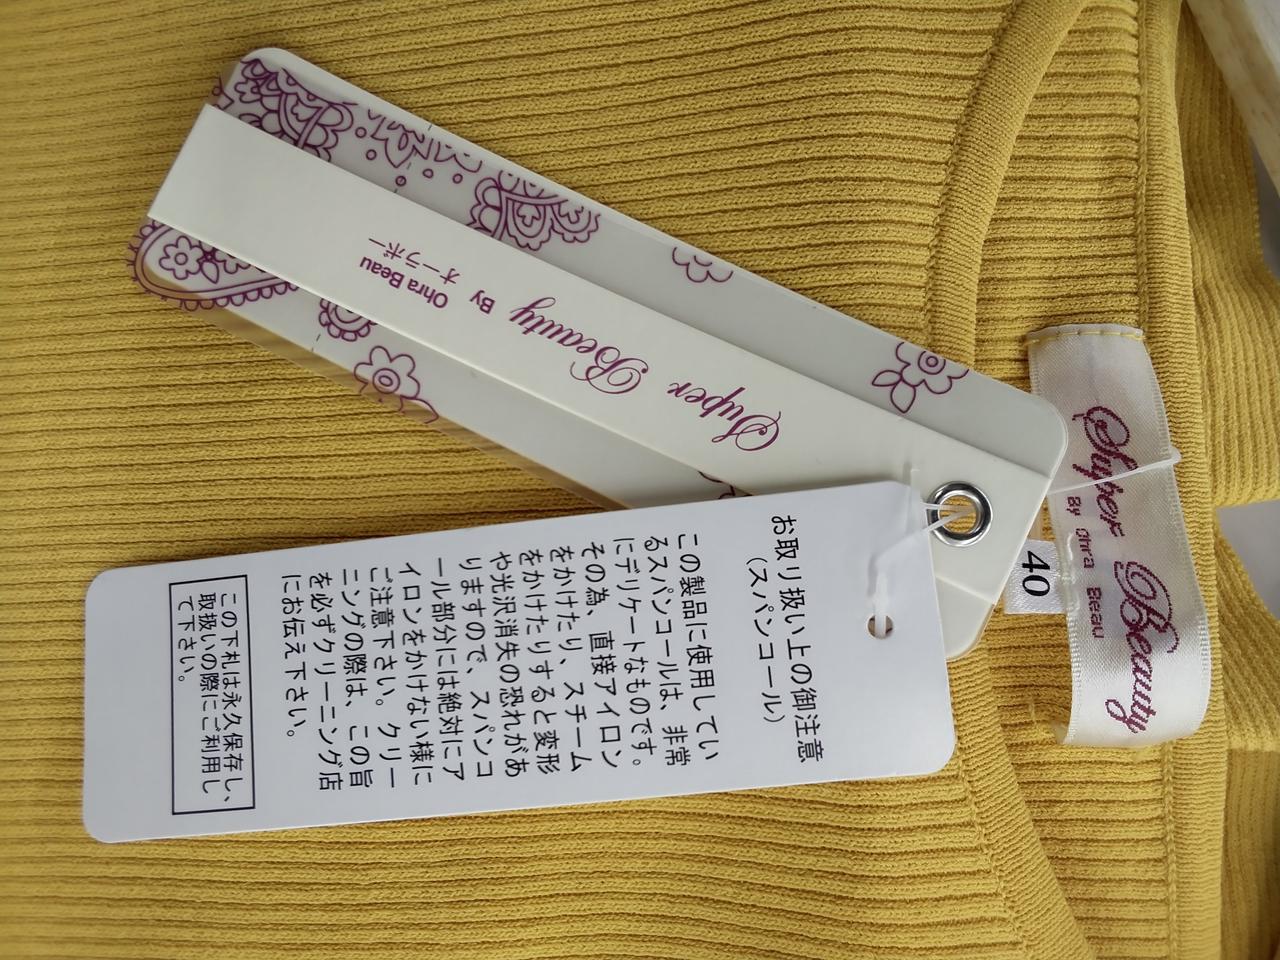 Super Beauty
By Ohra Beau
40
Super Beauty By オーラボー
Ohra Beau
お取り扱い上の御注意
（スパンコール）
この製品に使用してい
るスパンコールは、非常
にデリケートなものです。
その為、直接アイロン
をかけたり、スチーム
をかけたりすると変形
や光沢消失の恐れがあ
りますので、スパンコ
ール部分には絶対にア
イロンをかけない様に
ご注意下さい。クリー
ニングの際は、この旨
を必ずクリーニング店
にお伝え下さい。
この下札は永久保存し、
取扱いの際にご利用し
て下さい。